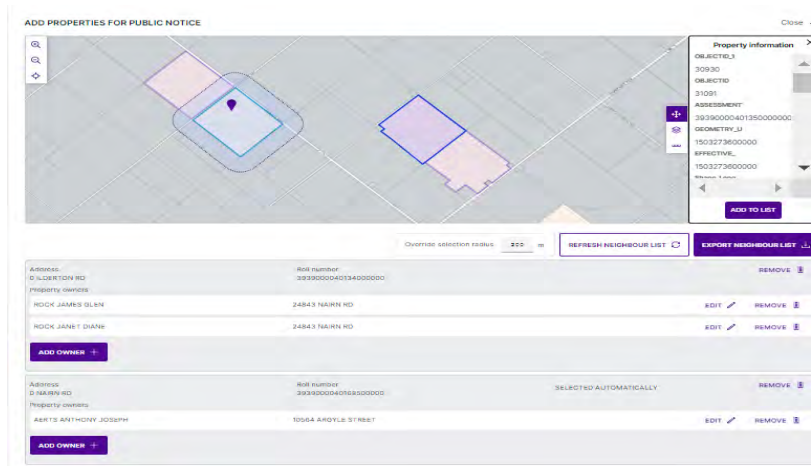 ADD PROPERTIES FOR PUBLIC NOTICE
Close
Property information
OBJECTID_1
30930
OBJECTID
31091
ASSESSMENT
GEOMETRY_U
1503273600000
EFFECTIVE_
1503273600000
ADD TO LIST
Override selection radius m
REFRESH NEIGHBOUR LIST
EXPORT NEIGHBOUR LIST
Address Roll number REMOVE
0 ILDERTON RD
Property owners
ROCK JAMES GLEN 24843 NAIRN RD EDIT REMOVE
ROCK JANET DIANE 24843 NAIRN RD EDIT REMOVE
ADD OWNER +
Address Roll number SELECTED AUTOMATICALLY REMOVE
0 NAIRN RD
Property owners
AERTS ANTHONY JOSEPH 10564 ARGYLE STREET EDIT REMOVE
ADD OWNER +